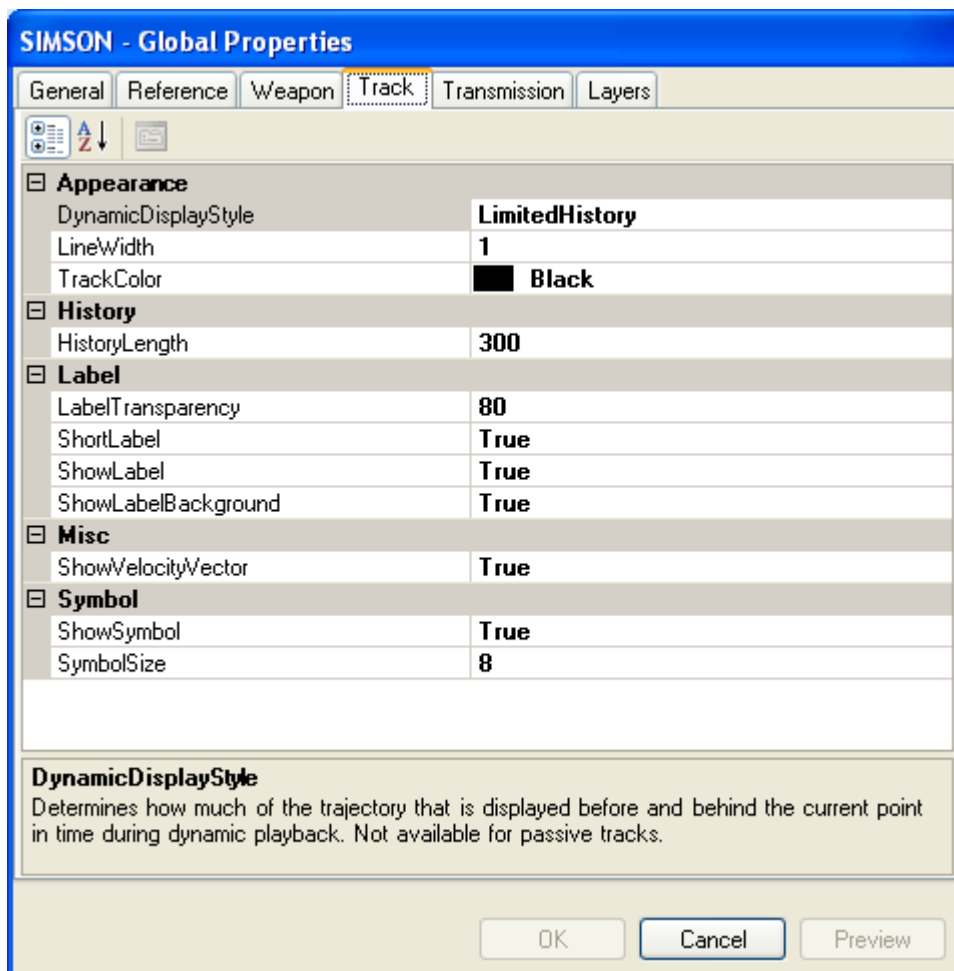 SIMSON - Global Properties
General Reference Weapon Track Transmission Layers
A
Z
Appearance
DynamicDisplayStyle LimitedHistory
LineWidth 1
TrackColor Black
History
HistoryLength 300
Label
LabelTransparency 80
ShortLabel True
ShowLabel True
ShowLabelBackground True
Misc
ShowVelocityVector True
Symbol
ShowSymbol True
SymbolSize 8
DynamicDisplayStyle
Determines how much of the trajectory that is displayed before and behind the current point
in time during dynamic playback. Not available for passive tracks.
OK Cancel Preview